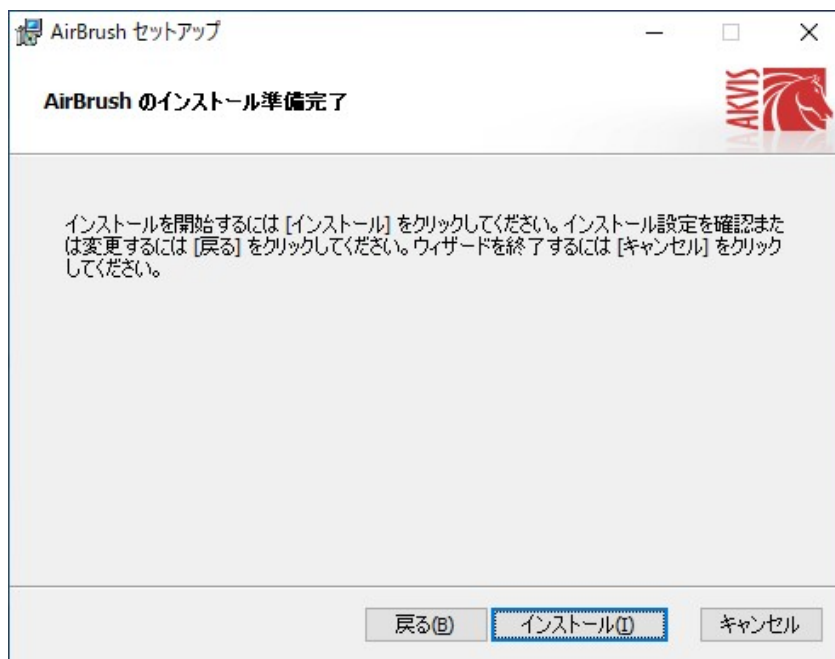 AirBrush セットアップ
AirBrush のインストール準備完了
AKVIS
インストールを開始するには [インストール] をクリックしてください。インストール設定を確認また
は変更するには [戻る] をクリックしてください。ウィザードを終了するには [キャンセル] をクリック
してください。
戻る(B)
インストール(I)
キャンセル